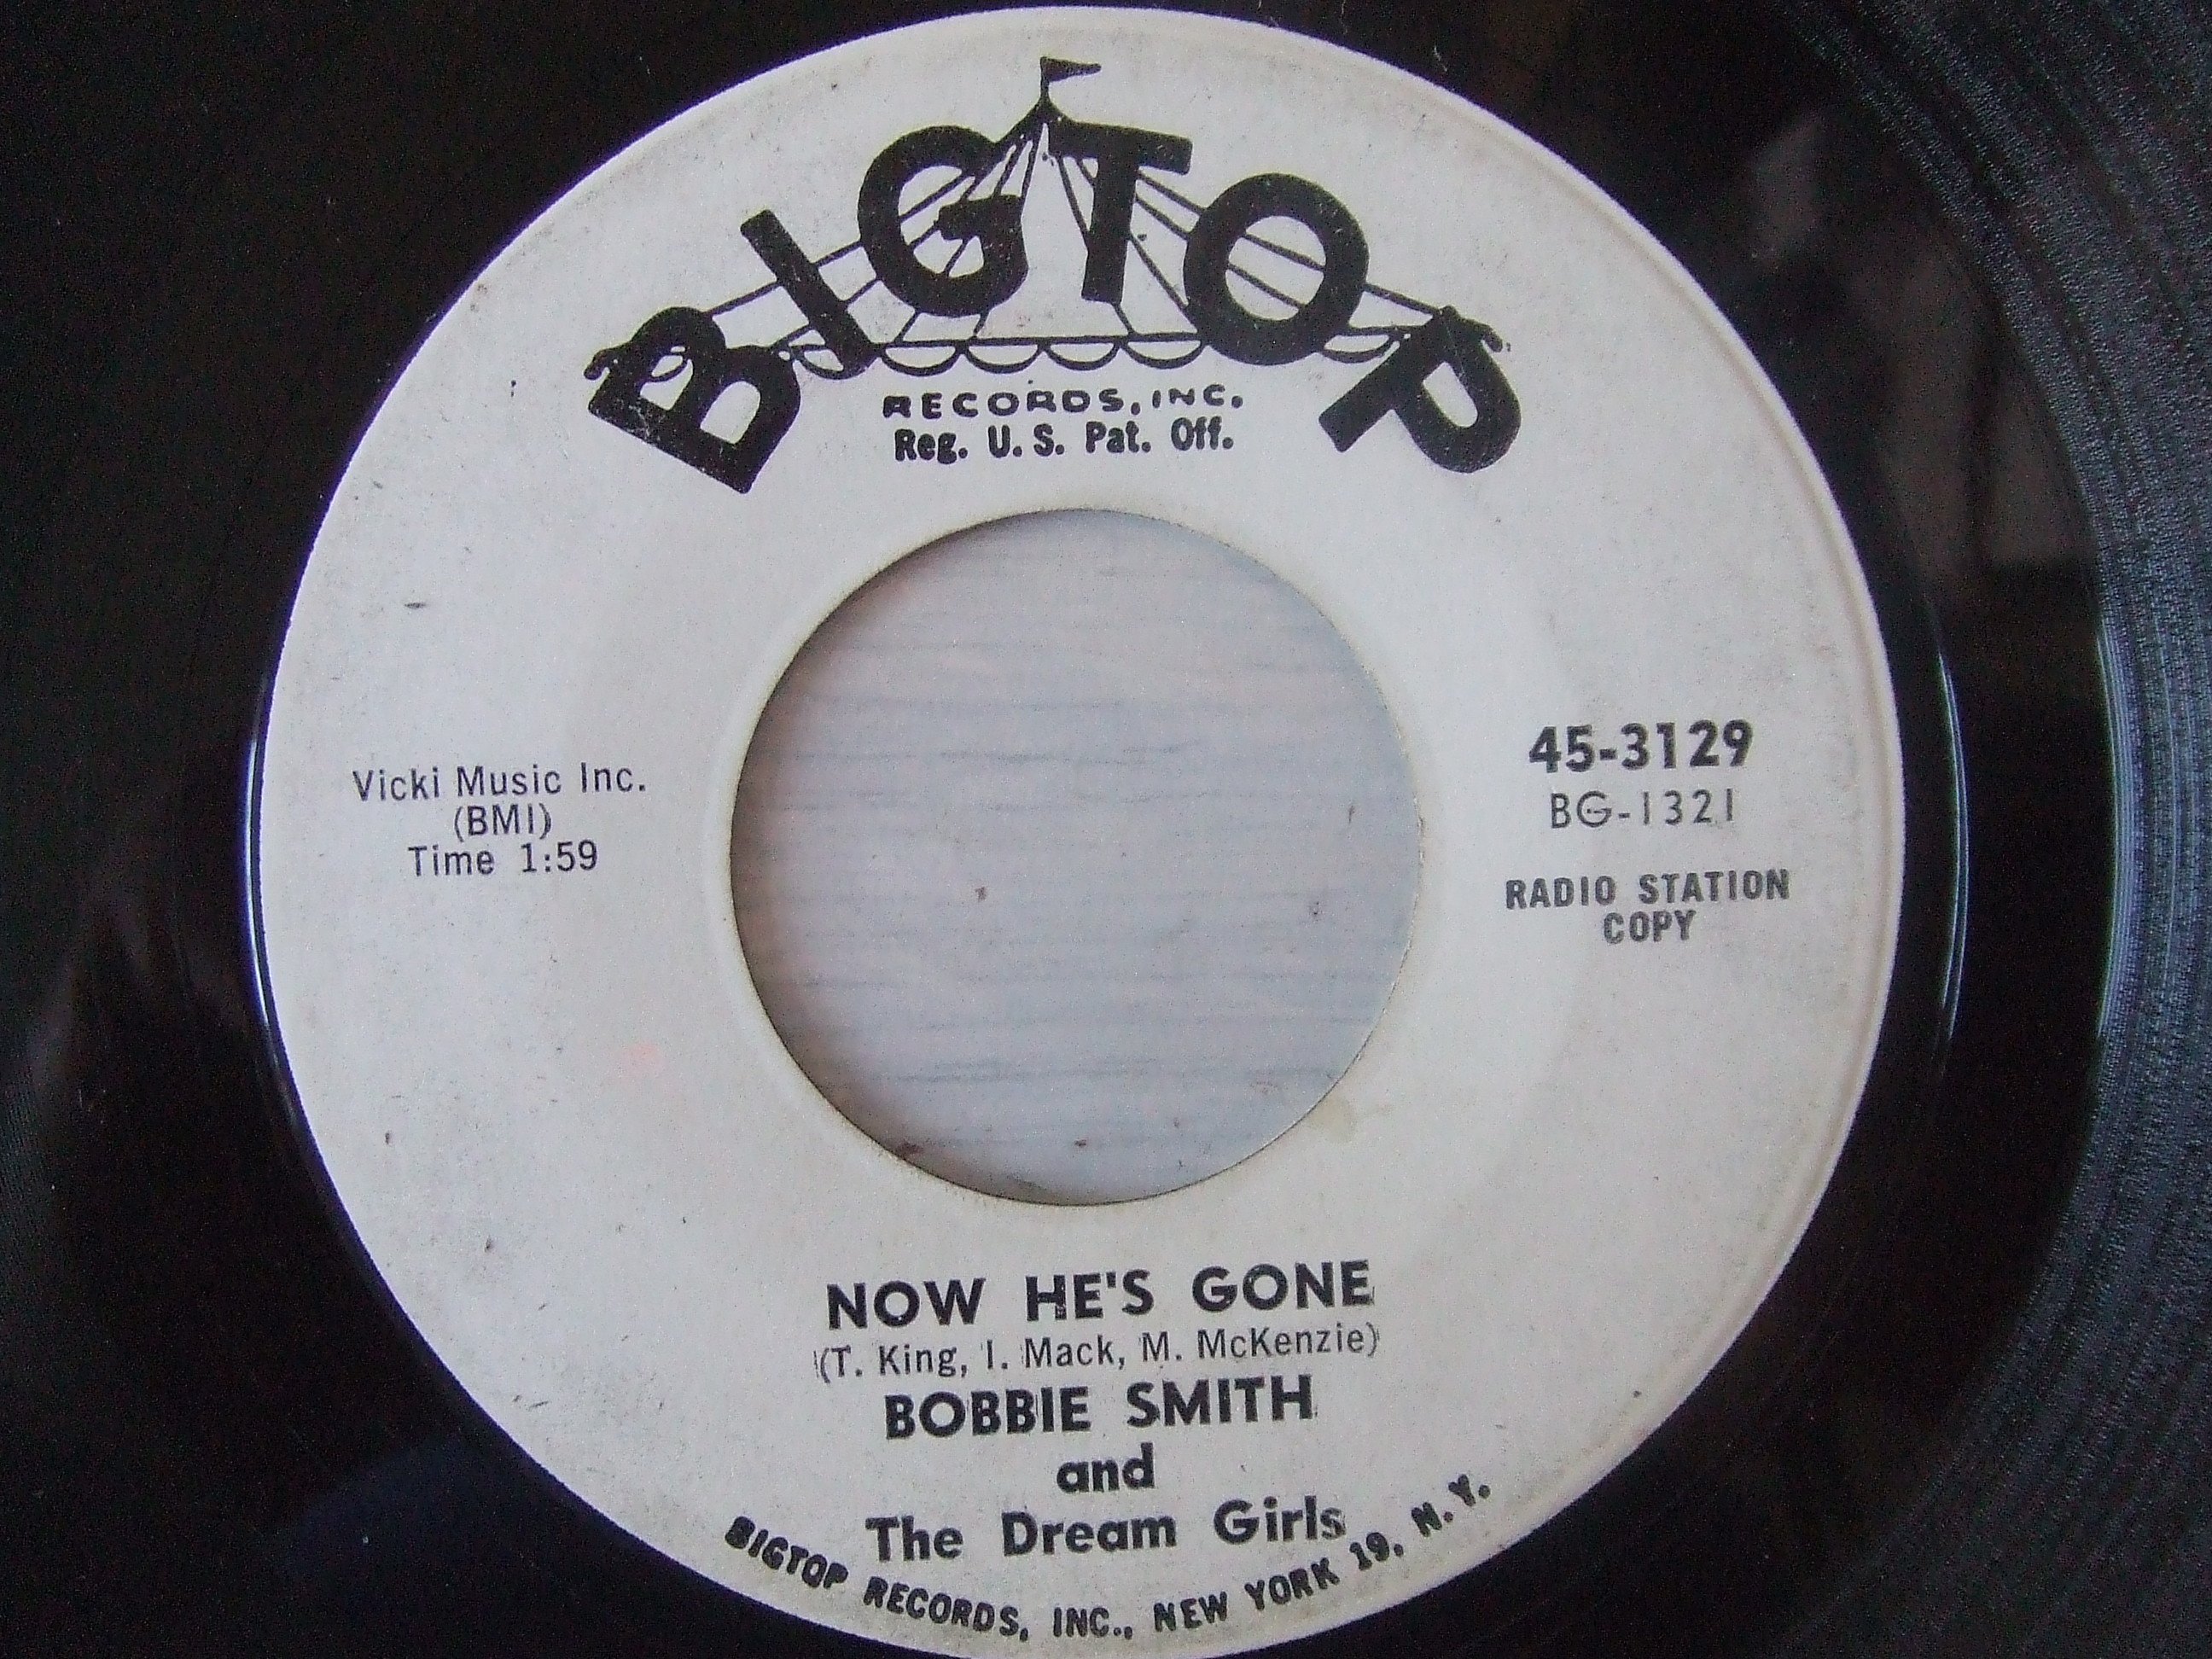 BIGTOP
RECORDS, INC.
Reg. U. S. Pat. Off.
Vicki Music Inc.
(BMI)
Time 1:59
45-3129
BG-1321
RADIO STATION
COPY
NOW HE'S GONE
(T. King, I. Mack, M. McKenzie)
BOBBIE SMITH
and
The Dream Girls
BIGTOP RECORDS, INC., NEW YORK 19, N.Y.